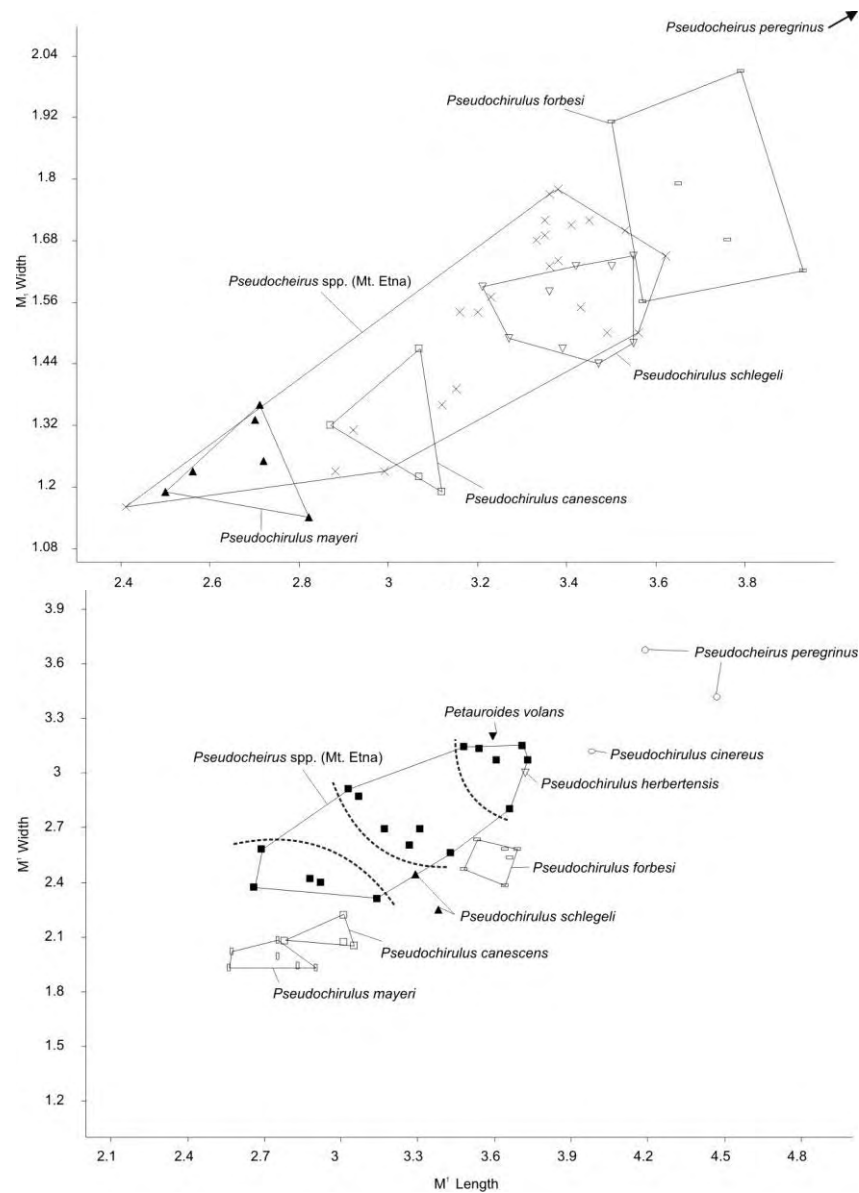 Pseudocheirus peregrinus
2.04
Pseudochirulus forbesi
1.92
1.8
M, Width
1.68
Pseudocheirus spp. (Mt. Etna)
1.56
1.44
Pseudochirulus schlegeli
1.32
1.2
Pseudochirulus canescens
Pseudochirulus mayeri
1.08
2.4 2.6 2.8 3 3.2 3.4 3.6 3.8
3.9
3.6
Pseudocheirus peregrinus
3.3
Petauroides volans
Pseudocheirus spp. (Mt. Etna)
Pseudochirulus cinereus
3
Pseudochirulus herbertensis
M¹ Width
2.7
Pseudochirulus forbesi
2.4
Pseudochirulus schlegeli
2.1
Pseudochirulus canescens
Pseudochirulus mayeri
1.8
1.5
1.2
2.1 2.4 2.7 3 3.3 3.6 3.9 4.2 4.5 4.8
M¹ Length